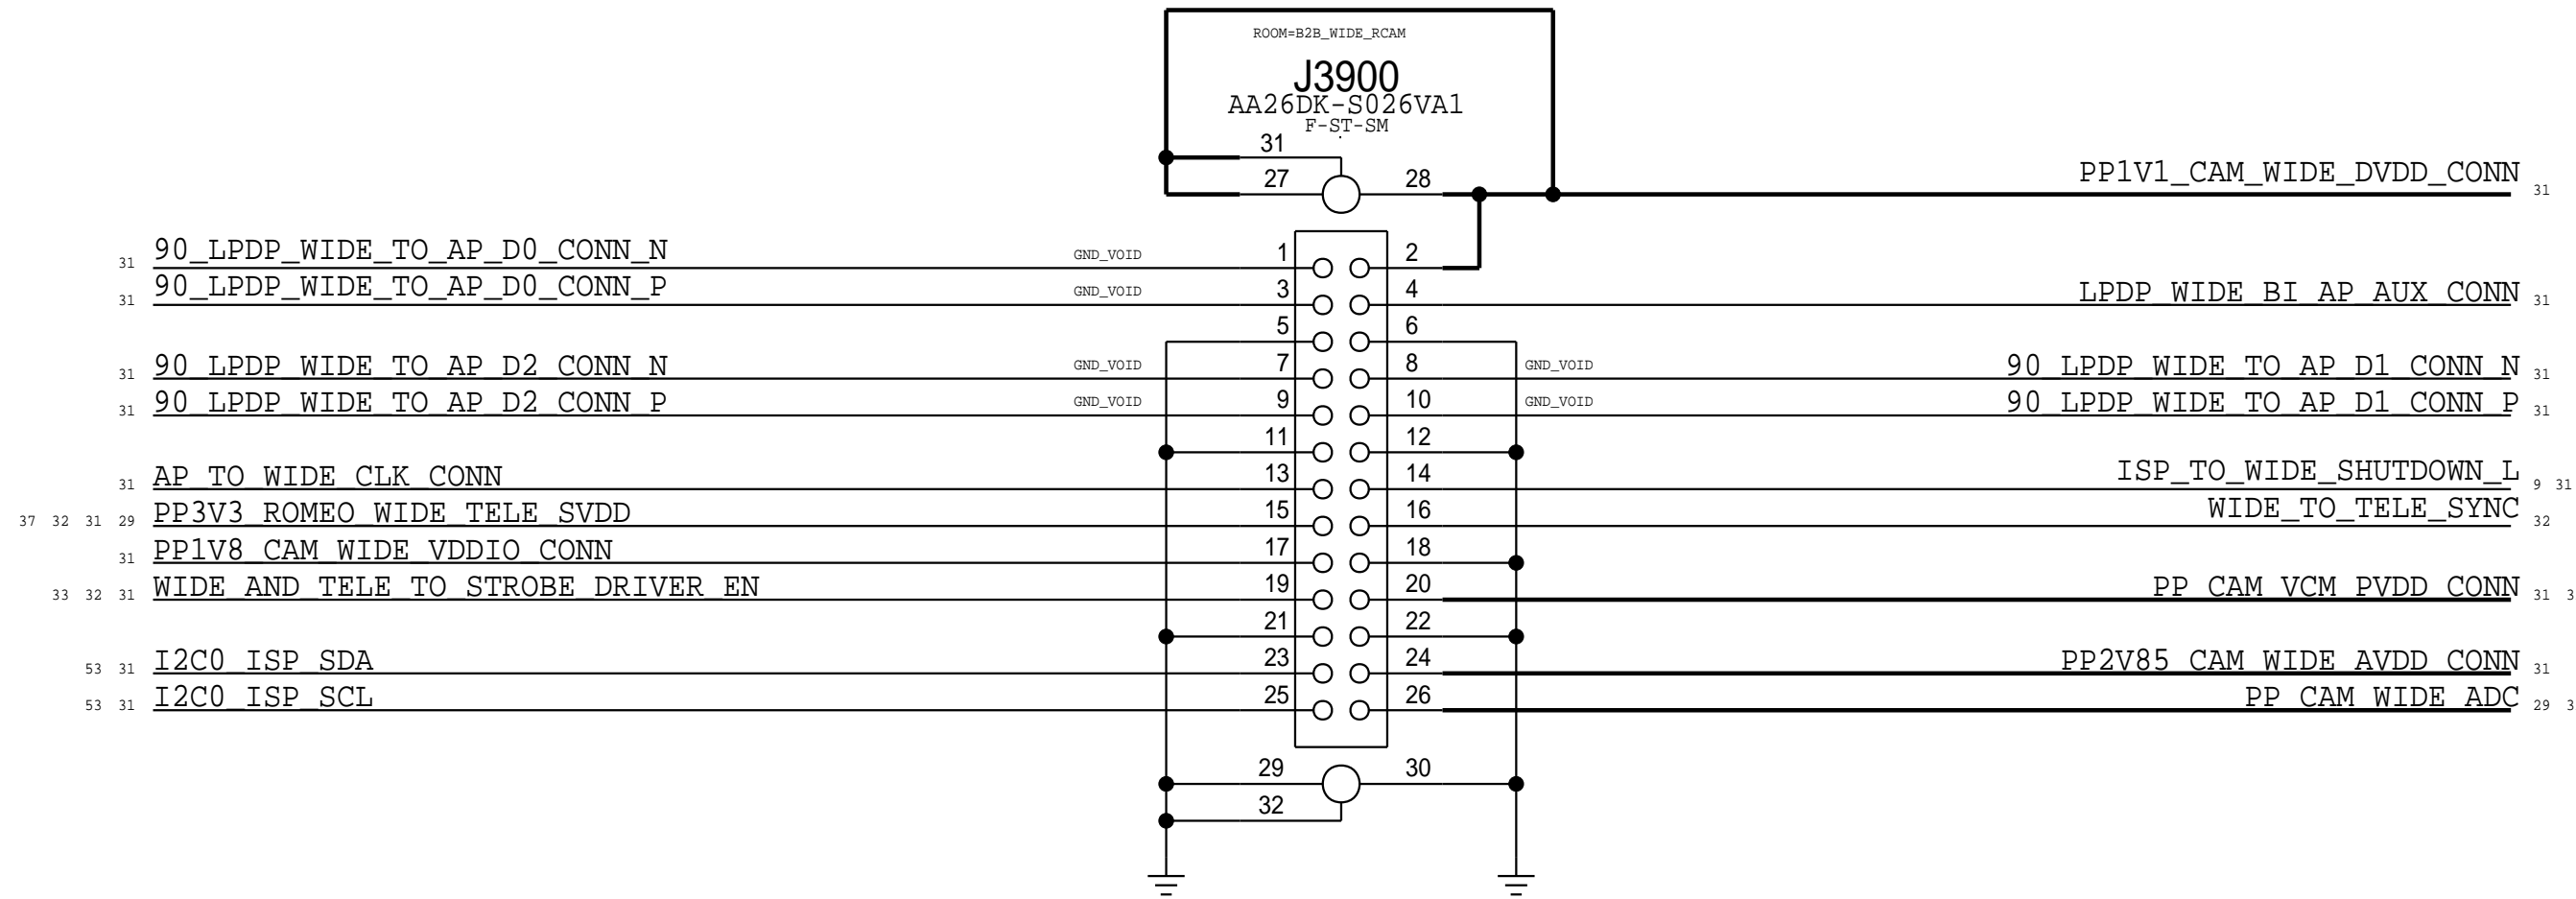 ROOM=B2B_WIDE_RCAM
J3900
AA26DK-S026VA1
F-ST-SM
31
27 28 PP1V1_CAM_WIDE_DVDD_CONN 31
31 90_LPDP_WIDE_TO_AP_D0_CONN_N GND_VOID 1 2
31 90_LPDP_WIDE_TO_AP_D0_CONN_P GND_VOID 3 4 LPDP_WIDE_BI_AP_AUX_CONN 31
5 6
31 90_LPDP_WIDE_TO_AP_D2_CONN_N GND_VOID 7 8 GND_VOID 90_LPDP_WIDE_TO_AP_D1_CONN_N 31
31 90_LPDP_WIDE_TO_AP_D2_CONN_P GND_VOID 9 10 GND_VOID 90_LPDP_WIDE_TO_AP_D1_CONN_P 31
11 12
31 AP_TO_WIDE_CLK_CONN 13 14 ISP_TO_WIDE_SHUTDOWN_L 9 31
37 32 31 29 PP3V3_ROMEO_WIDE_TELE_SVDD 15 16 WIDE_TO_TELE_SYNC 32
31 PP1V8_CAM_WIDE_VDDIO_CONN 17 18
33 32 31 WIDE_AND_TELE_TO_STROBE_DRIVER_EN 19 20 PP_CAM_VCM_PVDD_CONN 31 3
21 22
53 31 I2C0_ISP_SDA 23 24 PP2V85_CAM_WIDE_AVDD_CONN 31
53 31 I2C0_ISP_SCL 25 26 PP_CAM_WIDE_ADC 29 3
29 30
32